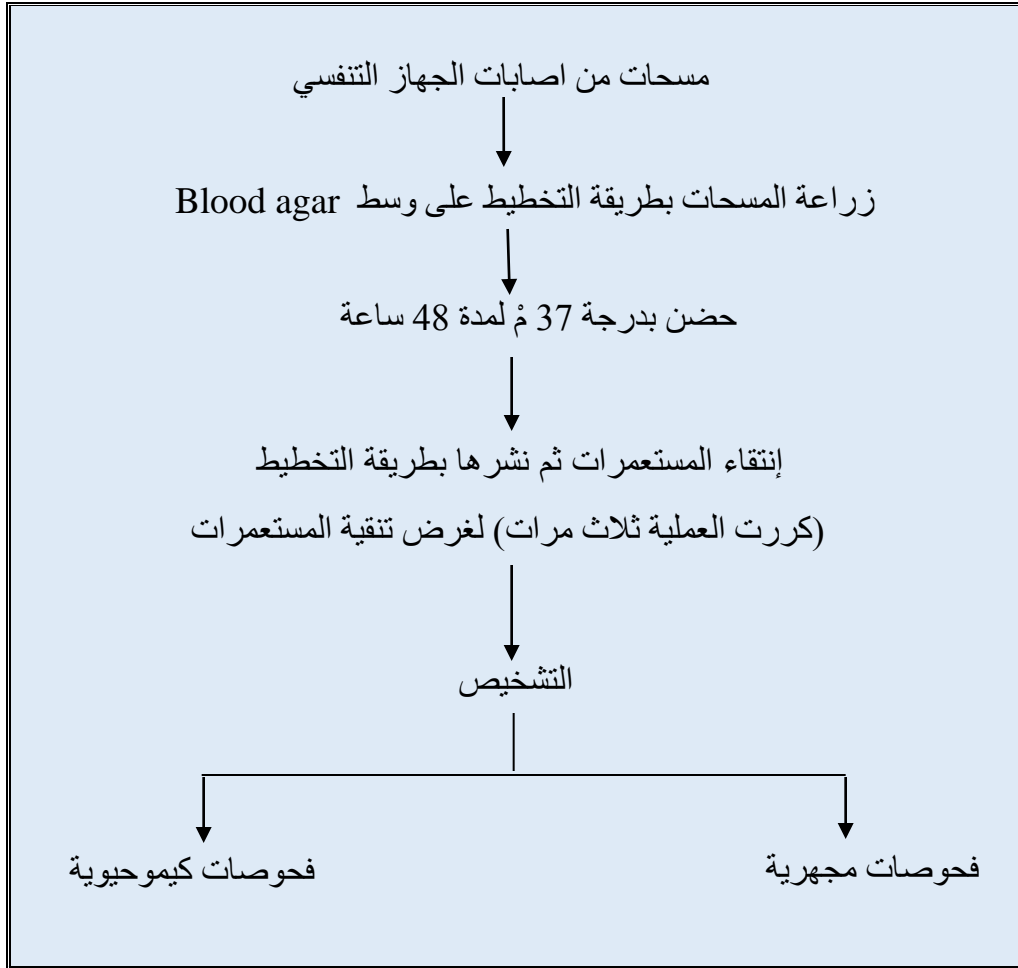 مسحات من اصابات الجهاز التنفسي
زراعة المسحات بطريقة التخطيط على وسط Blood agar
حضن بدرجة 37 مْ لمدة 48 ساعة
إنتقاء المستعمرات ثم نشرها بطريقة التخطيط
(كررت العملية ثلاث مرات) لغرض تنقية المستعمرات
التشخيص
فحوصات مجهرية
فحوصات كيموحيوية